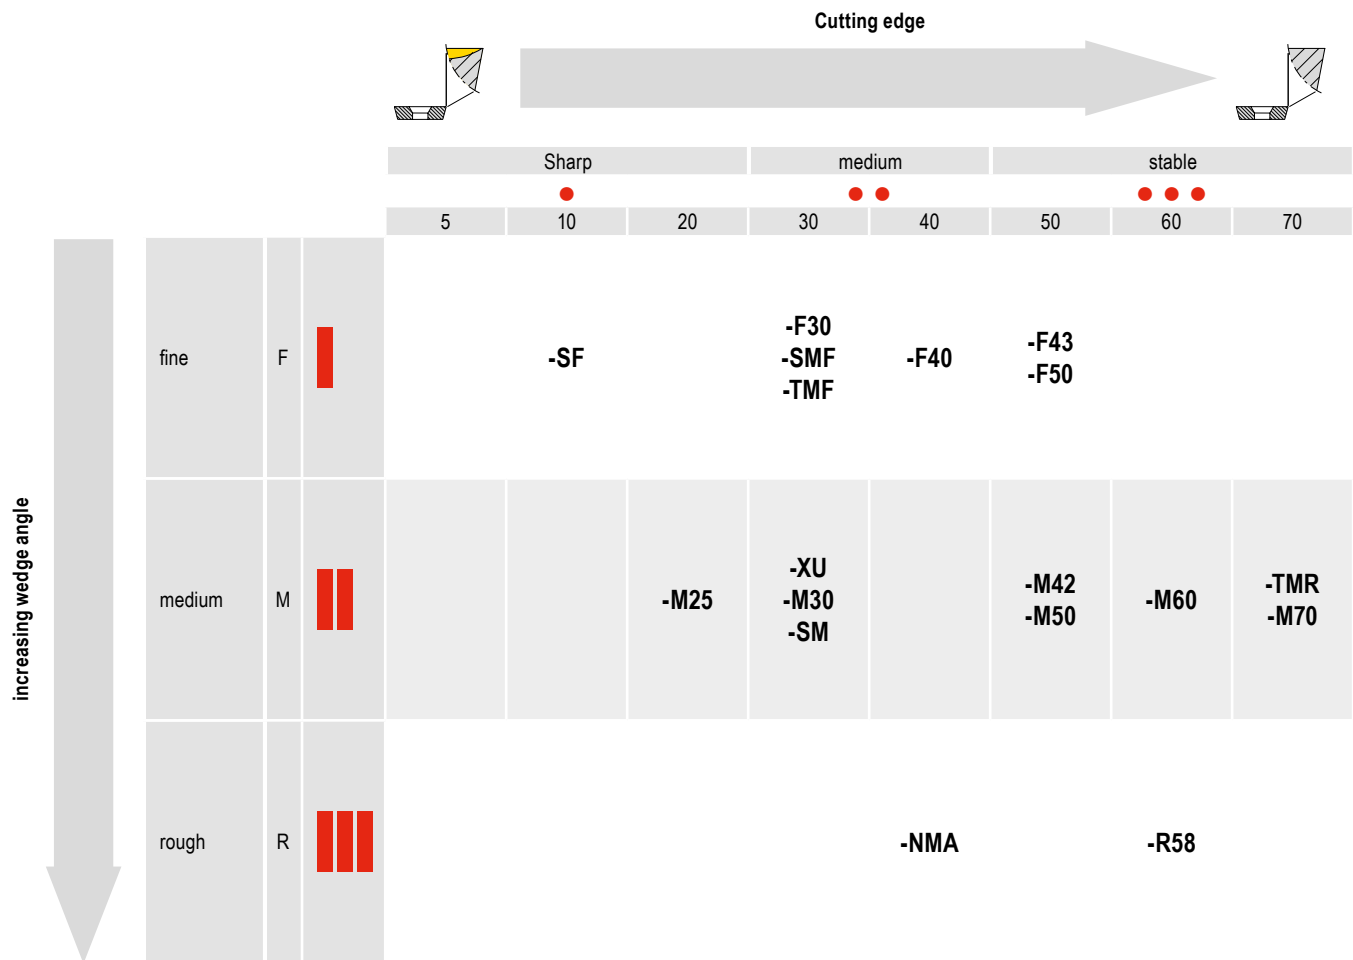 Cutting edge
Sharp medium stable
5 10 20 30 40 50 60 70
increasing wedge angle
fine F
-SF
-F30
-SMF
-TMF
-F40
-F43
-F50
medium M
-M25
-XU
-M30
-SM
-M42
-M50
-M60
-TMR
-M70
rough R
-NMA
-R58